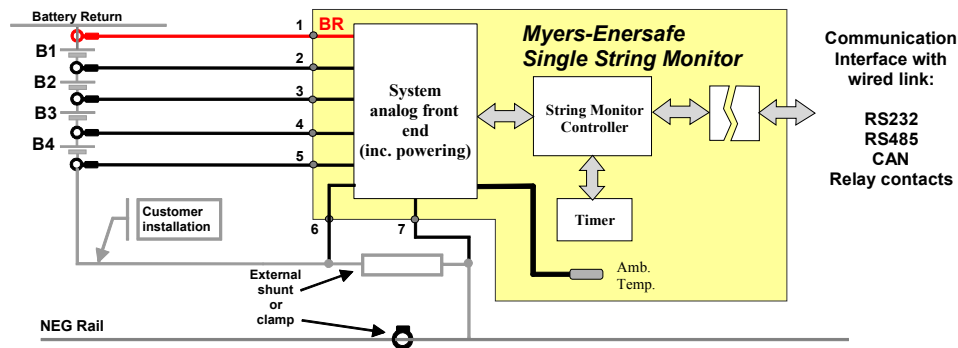 Battery Return
1
BR
B1
2
B2
3
B3
4
B4
5
6
7
Myers-Enersafe
Single String Monitor
System
analog front
end
(inc. powering)
String Monitor
Controller
Timer
Amb.
Temp.
Communication
Interface with
wired link:
RS232
RS485
CAN
Relay contacts
Customer
installation
External
shunt
or
clamp
NEG Rail